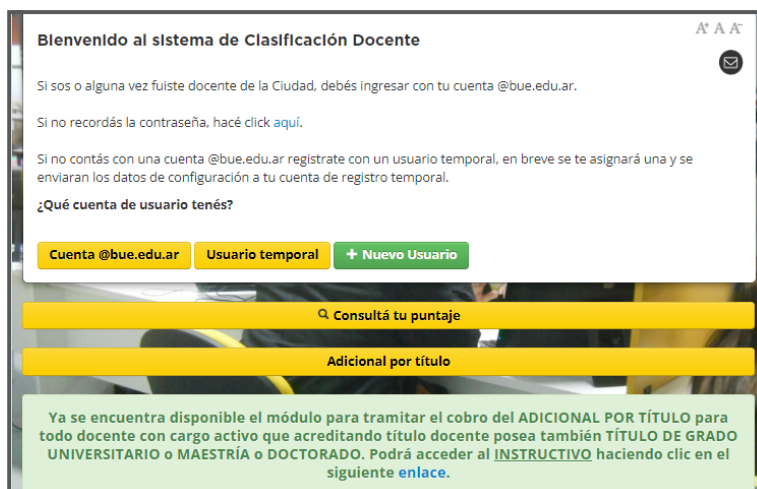 A⁺ A A⁻
Bienvenido al sistema de Clasificación Docente
Si sos o alguna vez fuiste docente de la Ciudad, debés ingresar con tu cuenta @bue.edu.ar.
Si no recordás la contraseña, hacé click aquí.
Si no contás con una cuenta @bue.edu.ar registrate con un usuario temporal, en breve se te asignará una y se
enviaran los datos de configuración a tu cuenta de registro temporal.
¿Qué cuenta de usuario tenés?
Cuenta @bue.edu.ar Usuario temporal + Nuevo Usuario
Consultá tu puntaje
Adicional por título
Ya se encuentra disponible el módulo para tramitar el cobro del ADICIONAL POR TÍTULO para
todo docente con cargo activo que acreditando título docente posea también TÍTULO DE GRADO
UNIVERSITARIO o MAESTRÍA o DOCTORADO. Podrá acceder al INSTRUCTIVO haciendo clic en el
siguiente enlace.